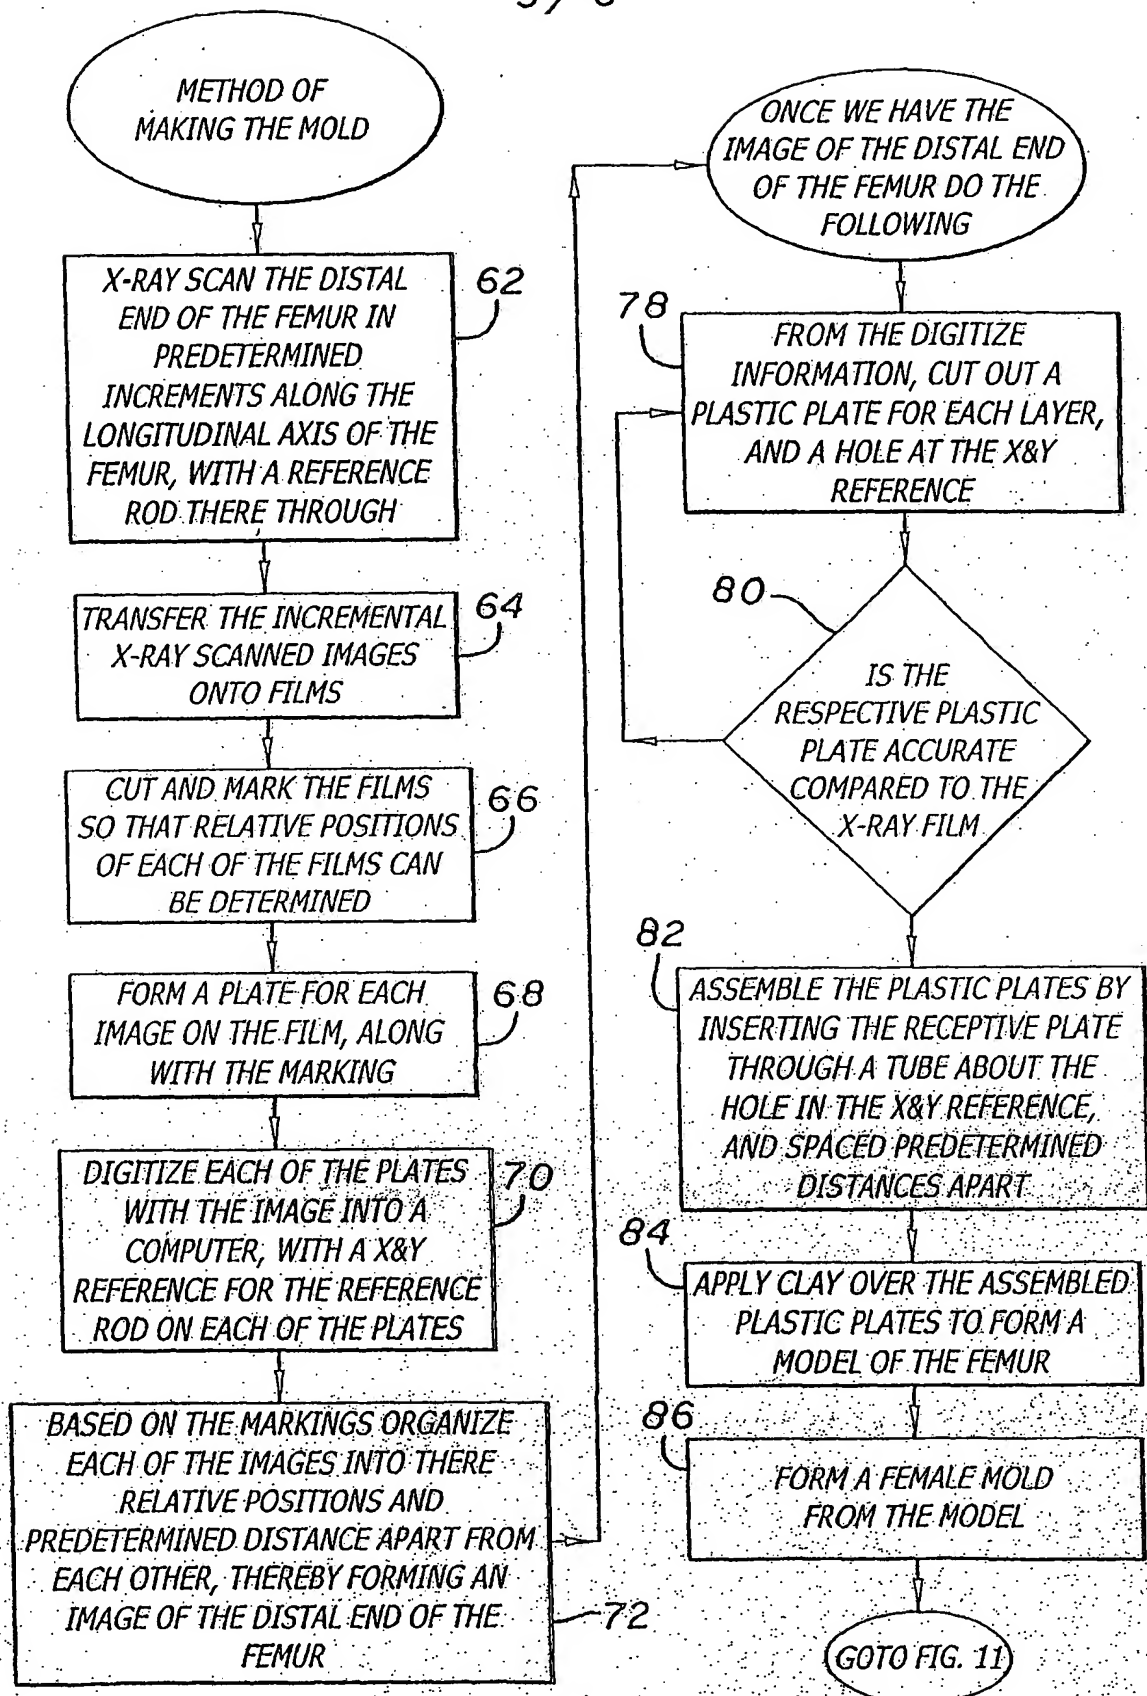 METHOD OF
MAKING THE MOLD
X-RAY SCAN THE DISTAL
END OF THE FEMUR IN
PREDETERMINED
INCREMENTS ALONG THE
LONGITUDINAL AXIS OF THE
FEMUR, WITH A REFERENCE
ROD THERE THROUGH
62
TRANSFER THE INCREMENTAL
X-RAY SCANNED IMAGES
ONTO FILMS
64
CUT AND MARK THE FILMS
SO THAT RELATIVE POSITIONS
OF EACH OF THE FILMS CAN
BE DETERMINED
66
FORM A PLATE FOR EACH
IMAGE ON THE FILM, ALONG
WITH THE MARKING
68
DIGITIZE EACH OF THE PLATES
WITH THE IMAGE INTO A
COMPUTER, WITH A X&Y
REFERENCE FOR THE REFERENCE
ROD ON EACH OF THE PLATES
70
BASED ON THE MARKINGS ORGANIZE
EACH OF THE IMAGES INTO THERE
RELATIVE POSITIONS AND
PREDETERMINED DISTANCE APART FROM
EACH OTHER, THEREBY FORMING AN
IMAGE OF THE DISTAL END OF THE
FEMUR
72
ONCE WE HAVE THE
IMAGE OF THE DISTAL END
OF THE FEMUR DO THE
FOLLOWING
78
FROM THE DIGITIZE
INFORMATION, CUT OUT A
PLASTIC PLATE FOR EACH LAYER,
AND A HOLE AT THE X&Y
REFERENCE
80
IS THE
RESPECTIVE PLASTIC
PLATE ACCURATE
COMPARED TO THE
X-RAY FILM
82
ASSEMBLE THE PLASTIC PLATES BY
INSERTING THE RECEPTIVE PLATE
THROUGH A TUBE ABOUT THE
HOLE IN THE X&Y REFERENCE,
AND SPACED PREDETERMINED
DISTANCES APART
84
APPLY CLAY OVER THE ASSEMBLED
PLASTIC PLATES TO FORM A
MODEL OF THE FEMUR
86
FORM A FEMALE MOLD
FROM THE MODEL
GOTO FIG. 11